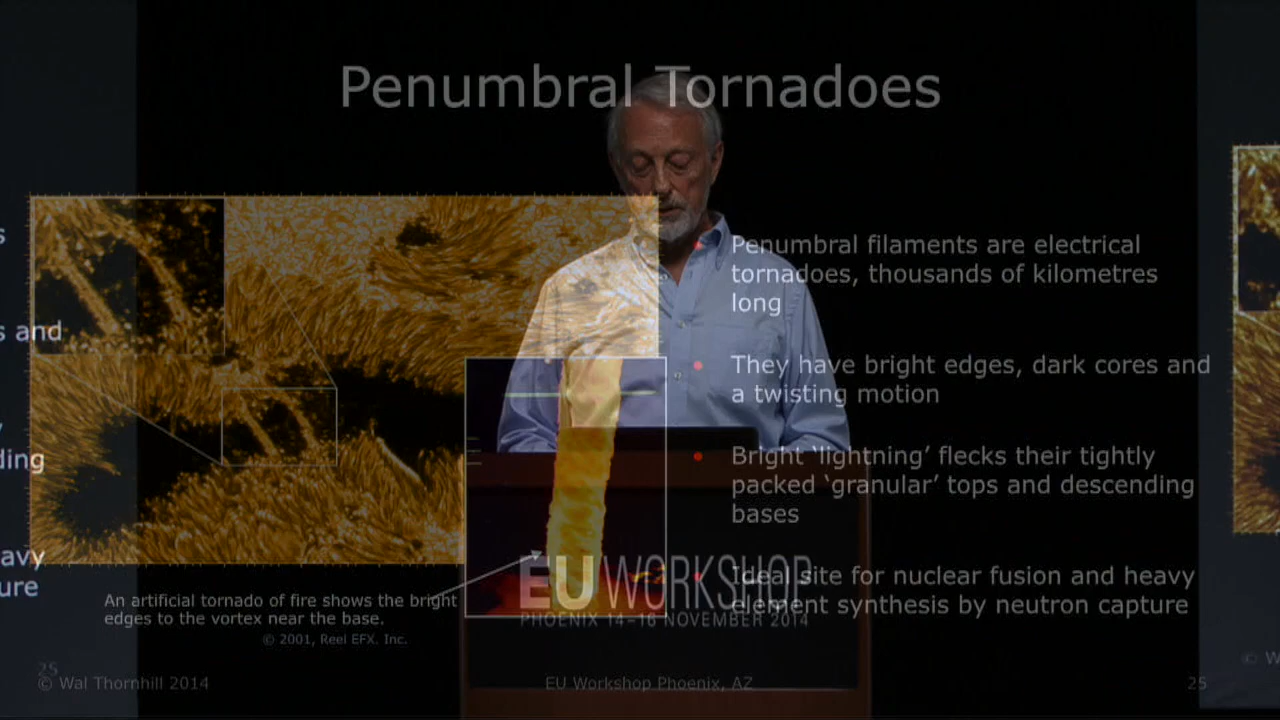 Penumbral Tornadoes
Penumbral filaments are electrical
tornadoes, thousands of kilometres
long
They have bright edges, dark cores and
a twisting motion
Bright ‘lightning’ flecks their tightly
packed ‘granular’ tops and descending
bases
Ideal site for nuclear fusion and heavy
element synthesis by neutron capture
s
s and
ding
avy
ure
An artificial tornado of fire shows the bright
edges to the vortex near the base.
© 2001, Reel EFX. Inc.
EU WORKSHOP
PHOENIX 14–16 NOVEMBER 2014
25
© Wal Thornhill 2014
EU Workshop Phoenix, AZ
25
© W